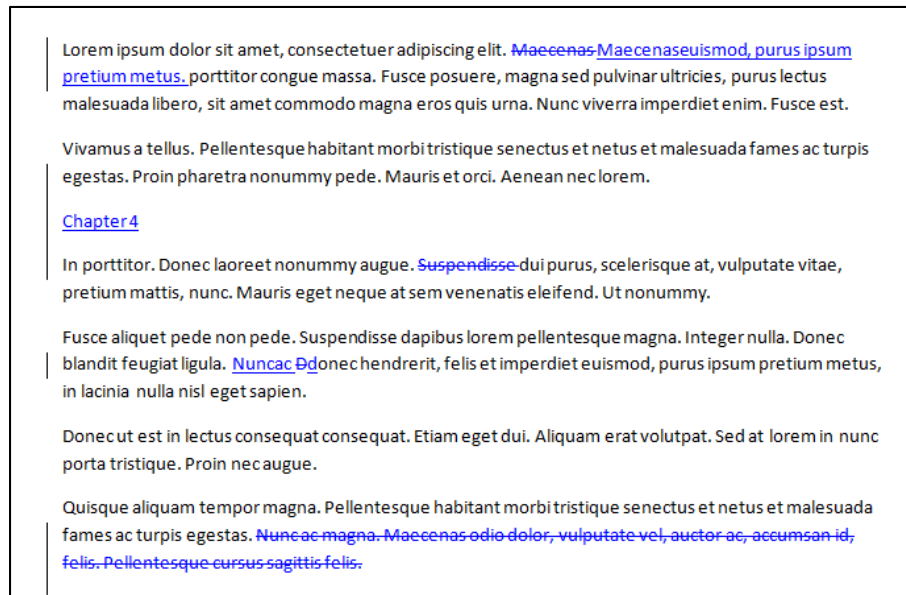 Lorem ipsum dolor sit amet, consectetuer adipiscing elit. Maecenas Maecenaseuismod, purus ipsum
pretium metus. porttitor congue massa. Fusce posuere, magna sed pulvinar ultricies, purus lectus
malesuada libero, sit amet commodo magna eros quis urna. Nunc viverra imperdiet enim. Fusce est.
Vivamus a tellus. Pellentesque habitant morbi tristique senectus et netus et malesuada fames ac turpis
egestas. Proin pharetra nonummy pede. Mauris et orci. Aenean nec lorem.
Chapter 4
In porttitor. Donec laoreet nonummy augue. Suspendisse dui purus, scelerisque at, vulputate vitae,
pretium mattis, nunc. Mauris eget neque at sem venenatis eleifend. Ut nonummy.
Fusce aliquet pede non pede. Suspendisse dapibus lorem pellentesque magna. Integer nulla. Donec
blandit feugiat ligula. Nuncac Ddonec hendrerit, felis et imperdiet euismod, purus ipsum pretium metus,
in lacinia nulla nisl eget sapien.
Donec ut est in lectus consequat consequat. Etiam eget dui. Aliquam erat volutpat. Sed at lorem in nunc
porta tristique. Proin nec augue.
Quisque aliquam tempor magna. Pellentesque habitant morbi tristique senectus et netus et malesuada
fames ac turpis egestas. Nunc ac magna. Maecenas odio dolor, vulputate vel, auctor ac, accumsan id,
felis. Pellentesque cursus sagittis felis.